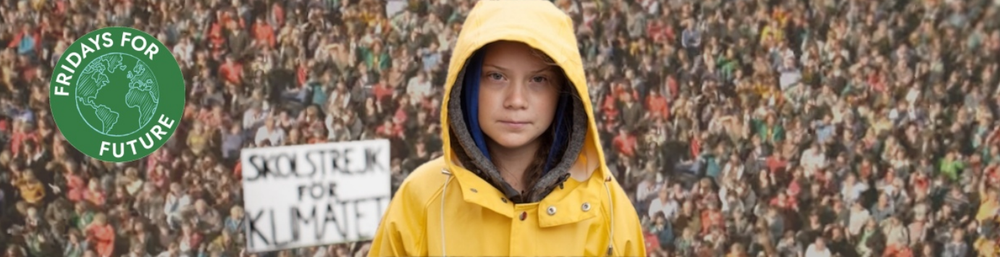 FRIDAYS FOR
FUTURE
SKOLSTREJK
FÖR
KLIMATET